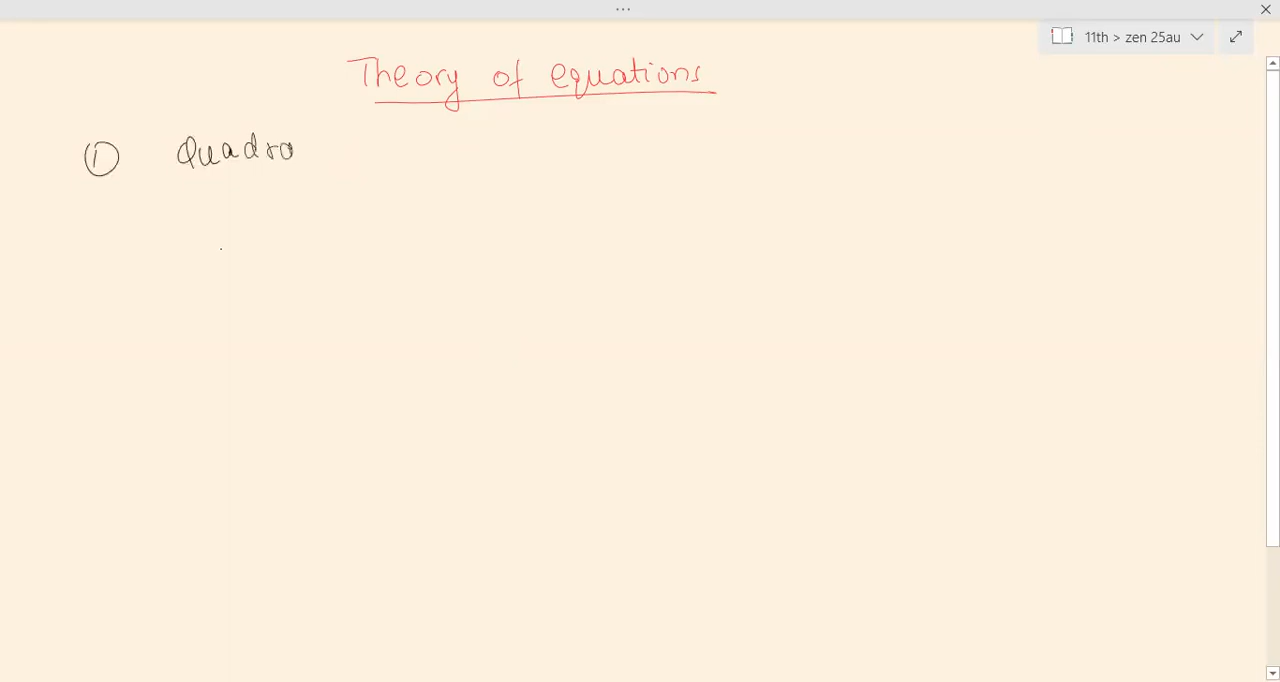 11th > zen 25au
Theory of equations
① Quadra